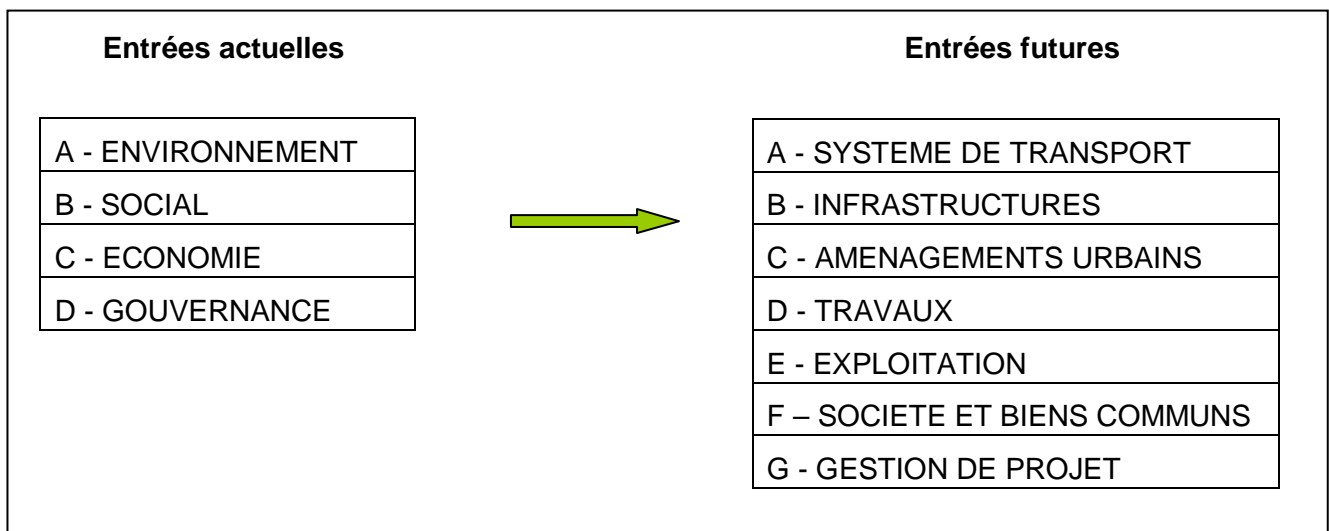 Entrées actuelles
A - ENVIRONNEMENT
B - SOCIAL
C - ECONOMIE
D - GOUVERNANCE
Entrées futures
A - SYSTEME DE TRANSPORT
B - INFRASTRUCTURES
C - AMENAGEMENTS URBAINS
D - TRAVAUX
E - EXPLOITATION
F – SOCIETE ET BIENS COMMUNS
G - GESTION DE PROJET